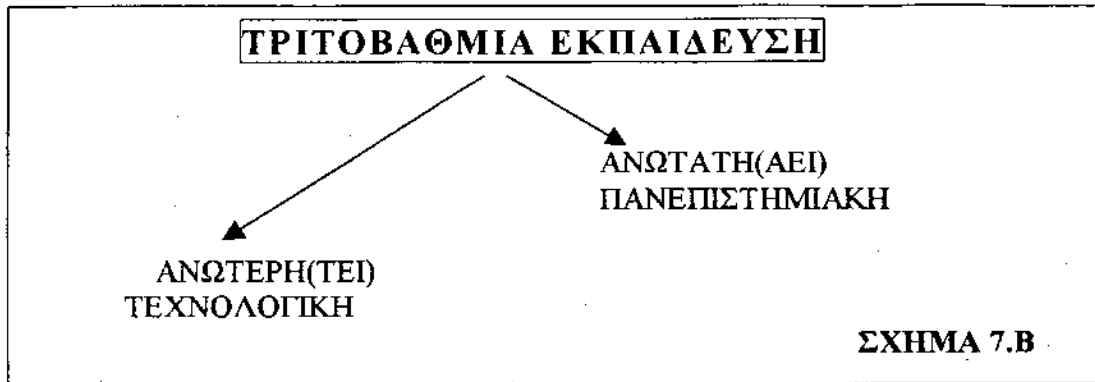 ΤΡΙΤΟΒΑΘΜΙΑ ΕΚΠΑΙΔΕΥΣΗ
ΑΝΩΤΑΤΗ(ΑΕΙ)
ΠΑΝΕΠΙΣΤΗΜΙΑΚΗ
ΑΝΩΤΕΡΗ(ΤΕΙ)
ΤΕΧΝΟΛΟΓΙΚΗ
ΣΧΗΜΑ 7.Β